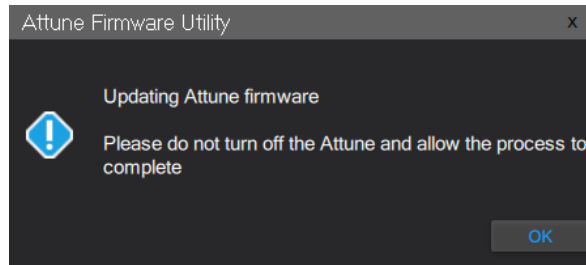 Attune Firmware Utility
x
Updating Attune firmware
Please do not turn off the Attune and allow the process to
complete
OK